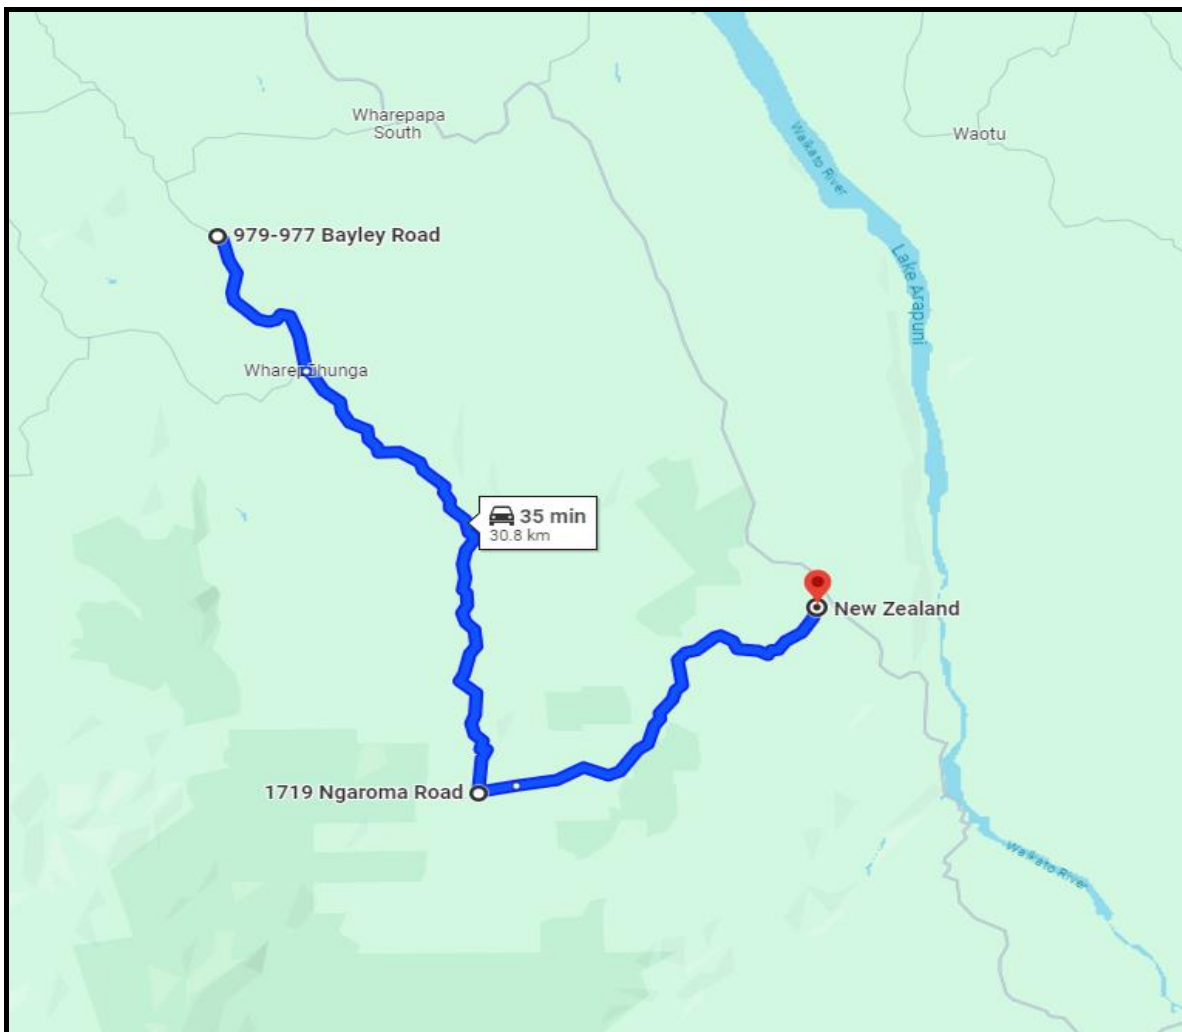 Wharepapa
South
Waotu
Waikato River
979-977 Bayley Road
Lake Arapuni
Wharepūhunga
35 min
30.8 km
New Zealand
1719 Ngaroma Road
Waikato River